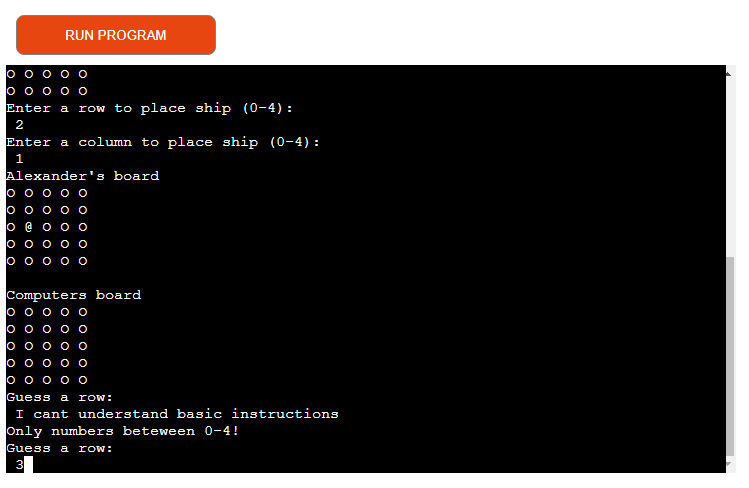 RUN PROGRAM
O O O O O
O O O O O
Enter a row to place ship (0-4):
2
Enter a column to place ship (0-4):
1
Alexander's board
O O O O O
O O O O O
O @ O O O
O O O O O
O O O O O
Computers board
O O O O O
O O O O O
O O O O O
O O O O O
O O O O O
Guess a row:
I cant understand basic instructions
Only numbers beteween 0-4!
Guess a row:
3